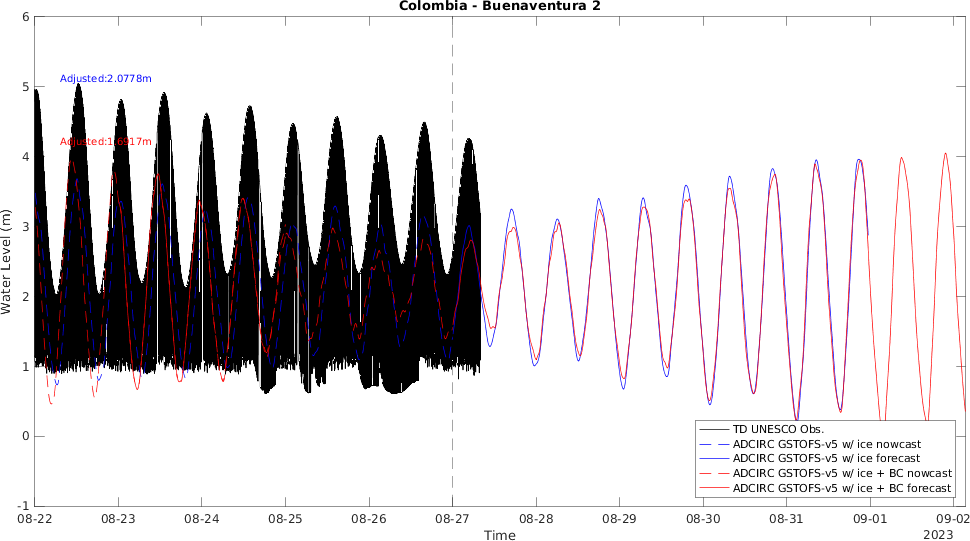 Colombia - Buenaventura 2
6
5
4
3
2
1
0
-1
Water Level (m)
Adjusted:2.0778m
Adjusted:1.6917m
TD UNESCO Obs.
ADCIRC GSTOFS-v5 w/ ice nowcast
ADCIRC GSTOFS-v5 w/ ice forecast
ADCIRC GSTOFS-v5 w/ ice + BC nowcast
ADCIRC GSTOFS-v5 w/ ice + BC forecast
08-22 08-23 08-24 08-25 08-26 08-27 08-28 08-29 08-30 08-31 09-01 09-02
Time
2023